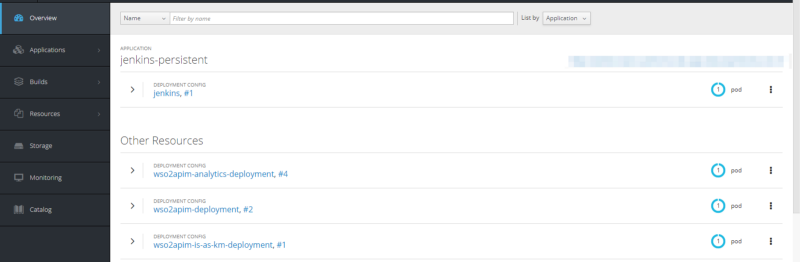 Overview
Applications
Builds
Resources
Storage
Monitoring
Catalog
Name
Filter by name
List by
Application
APPLICATION
jenkins-persistent
DEPLOYMENT CONFIG
jenkins, #1
1 pod
Other Resources
DEPLOYMENT CONFIG
wso2apim-analytics-deployment, #4
1 pod
DEPLOYMENT CONFIG
wso2apim-deployment, #2
1 pod
DEPLOYMENT CONFIG
wso2apim-is-as-km-deployment, #1
1 pod